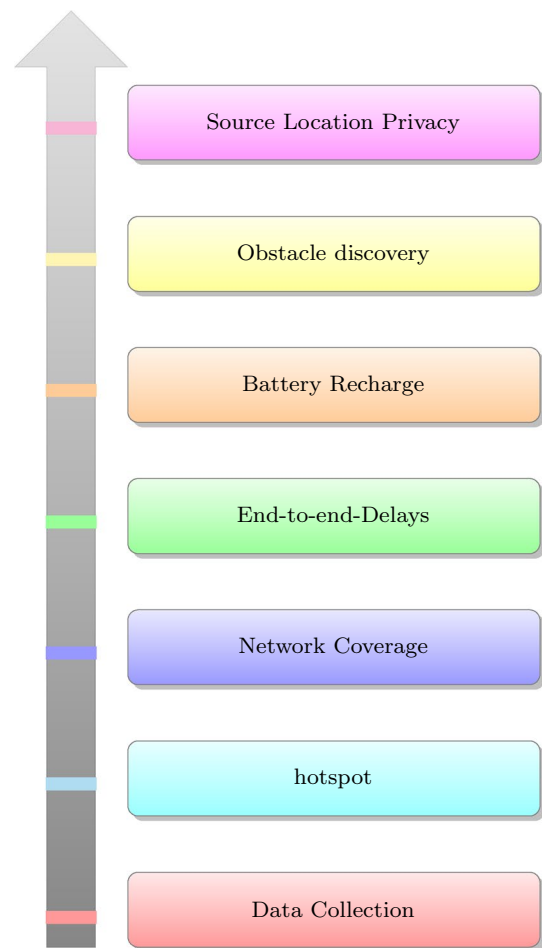 Source Location Privacy
Obstacle discovery
Battery Recharge
End-to-end-Delays
Network Coverage
hotspot
Data Collection